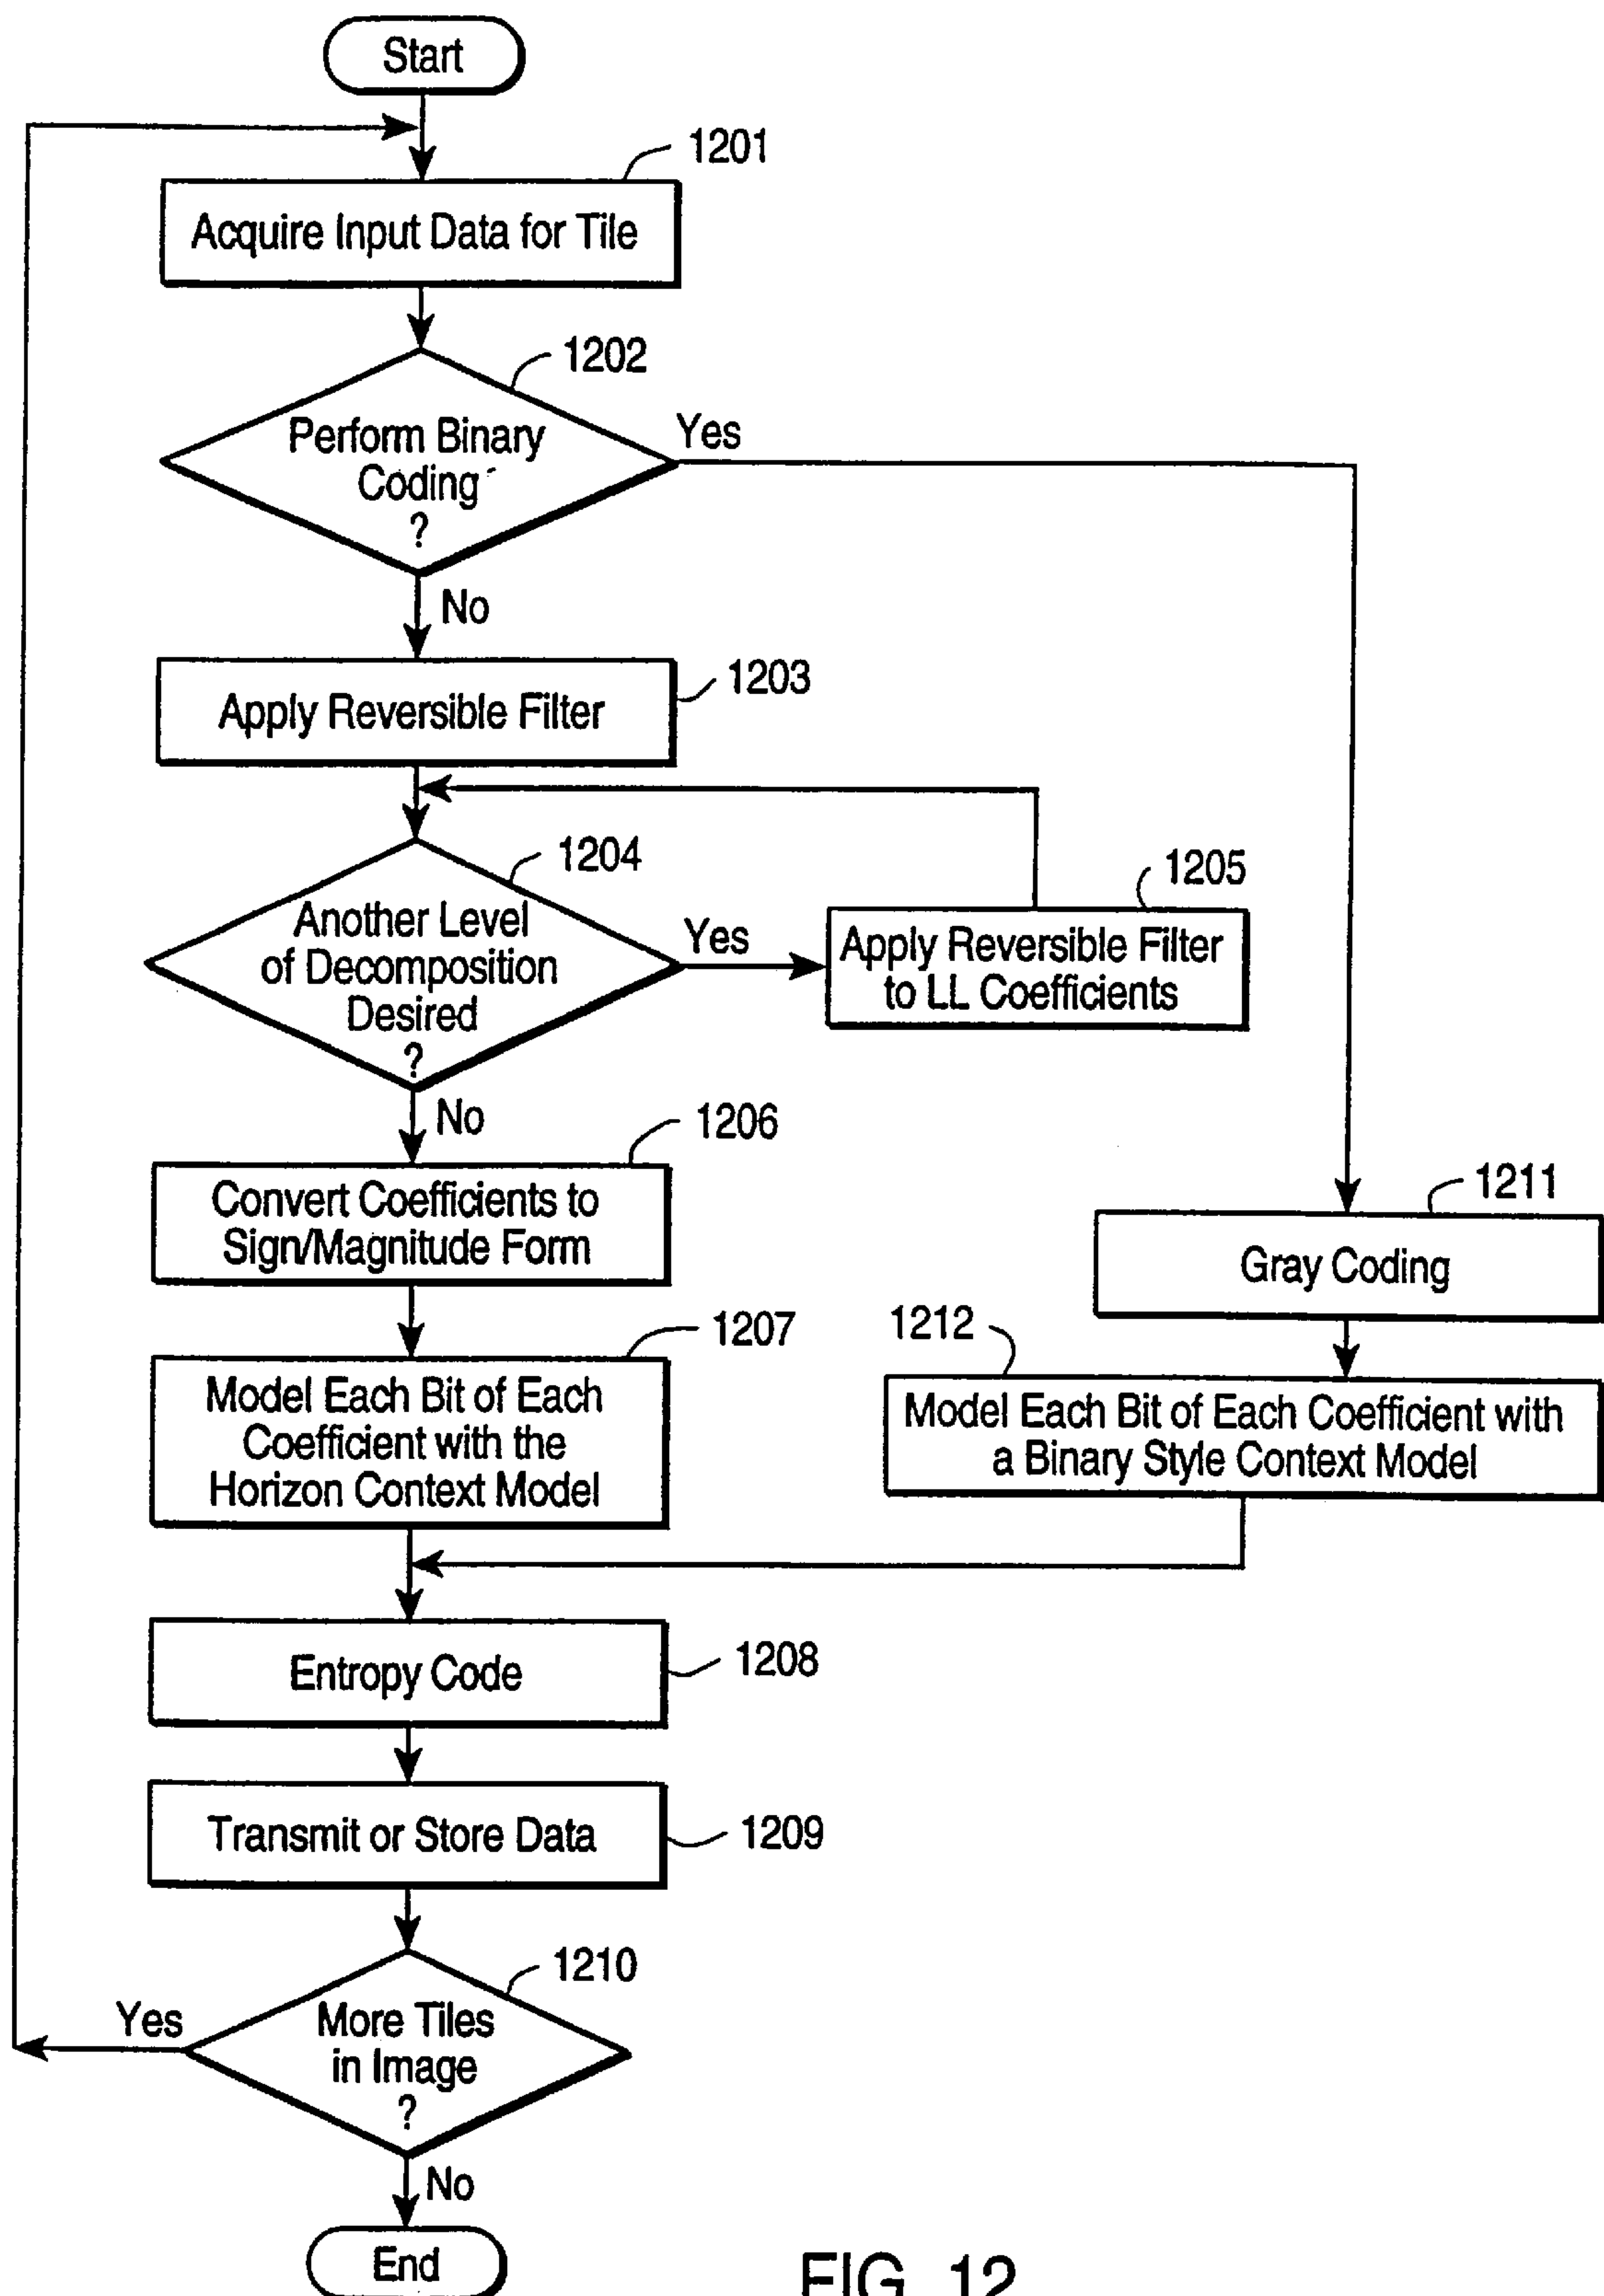 Start
1201
Acquire Input Data for Tile
1202
Perform Binary
Coding
?
Yes
No
1203
Apply Reversible Filter
1204
Another Level
of Decomposition
Desired
?
Yes
1205
Apply Reversible Filter
to LL Coefficients
No
1206
Convert Coefficients to
Sign/Magnitude Form
1211
Gray Coding
1207
Model Each Bit of Each
Coefficient with the
Horizon Context Model
1212
Model Each Bit of Each Coefficient with
a Binary Style Context Model
1208
Entropy Code
1209
Transmit or Store Data
1210
More Tiles
in Image
?
Yes
No
End
FIG. 12